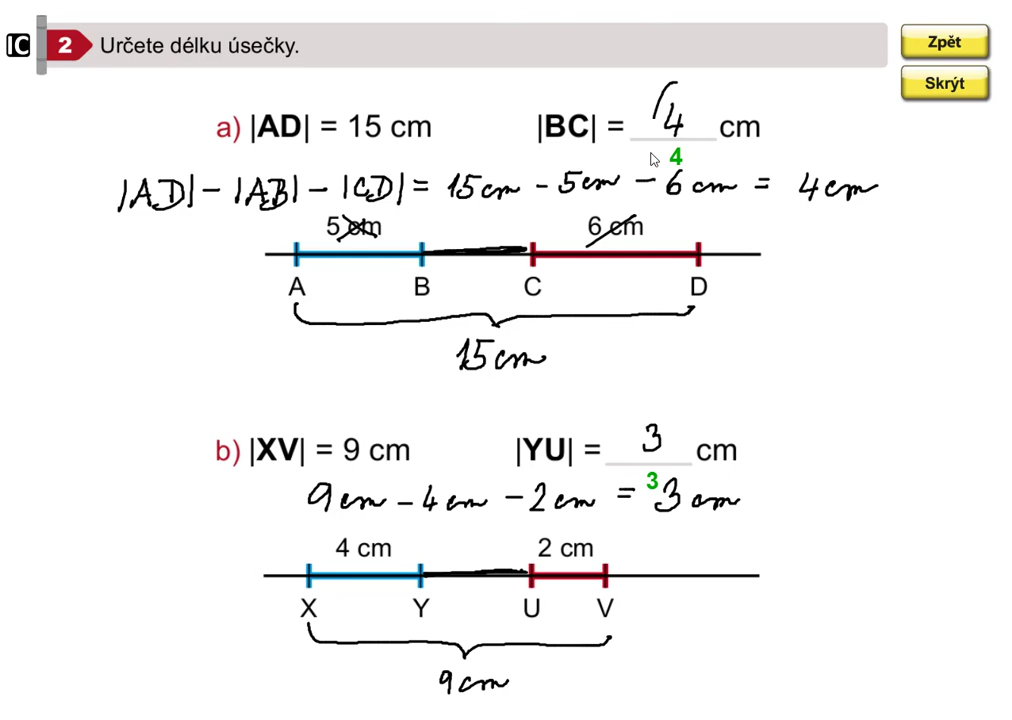 IC 2 Určete délku úsečky. Zpět
Skrýt
a) |AD| = 15 cm |BC| = 4 cm
4
|AD| - |AB| - |CD| = 15 cm - 5 cm - 6 cm = 4 cm
5 cm 6 cm
A B C D
15 cm
b) |XV| = 9 cm |YU| = 3 cm
3
9 cm - 4 cm - 2 cm = 3 cm
4 cm 2 cm
X Y U V
9 cm